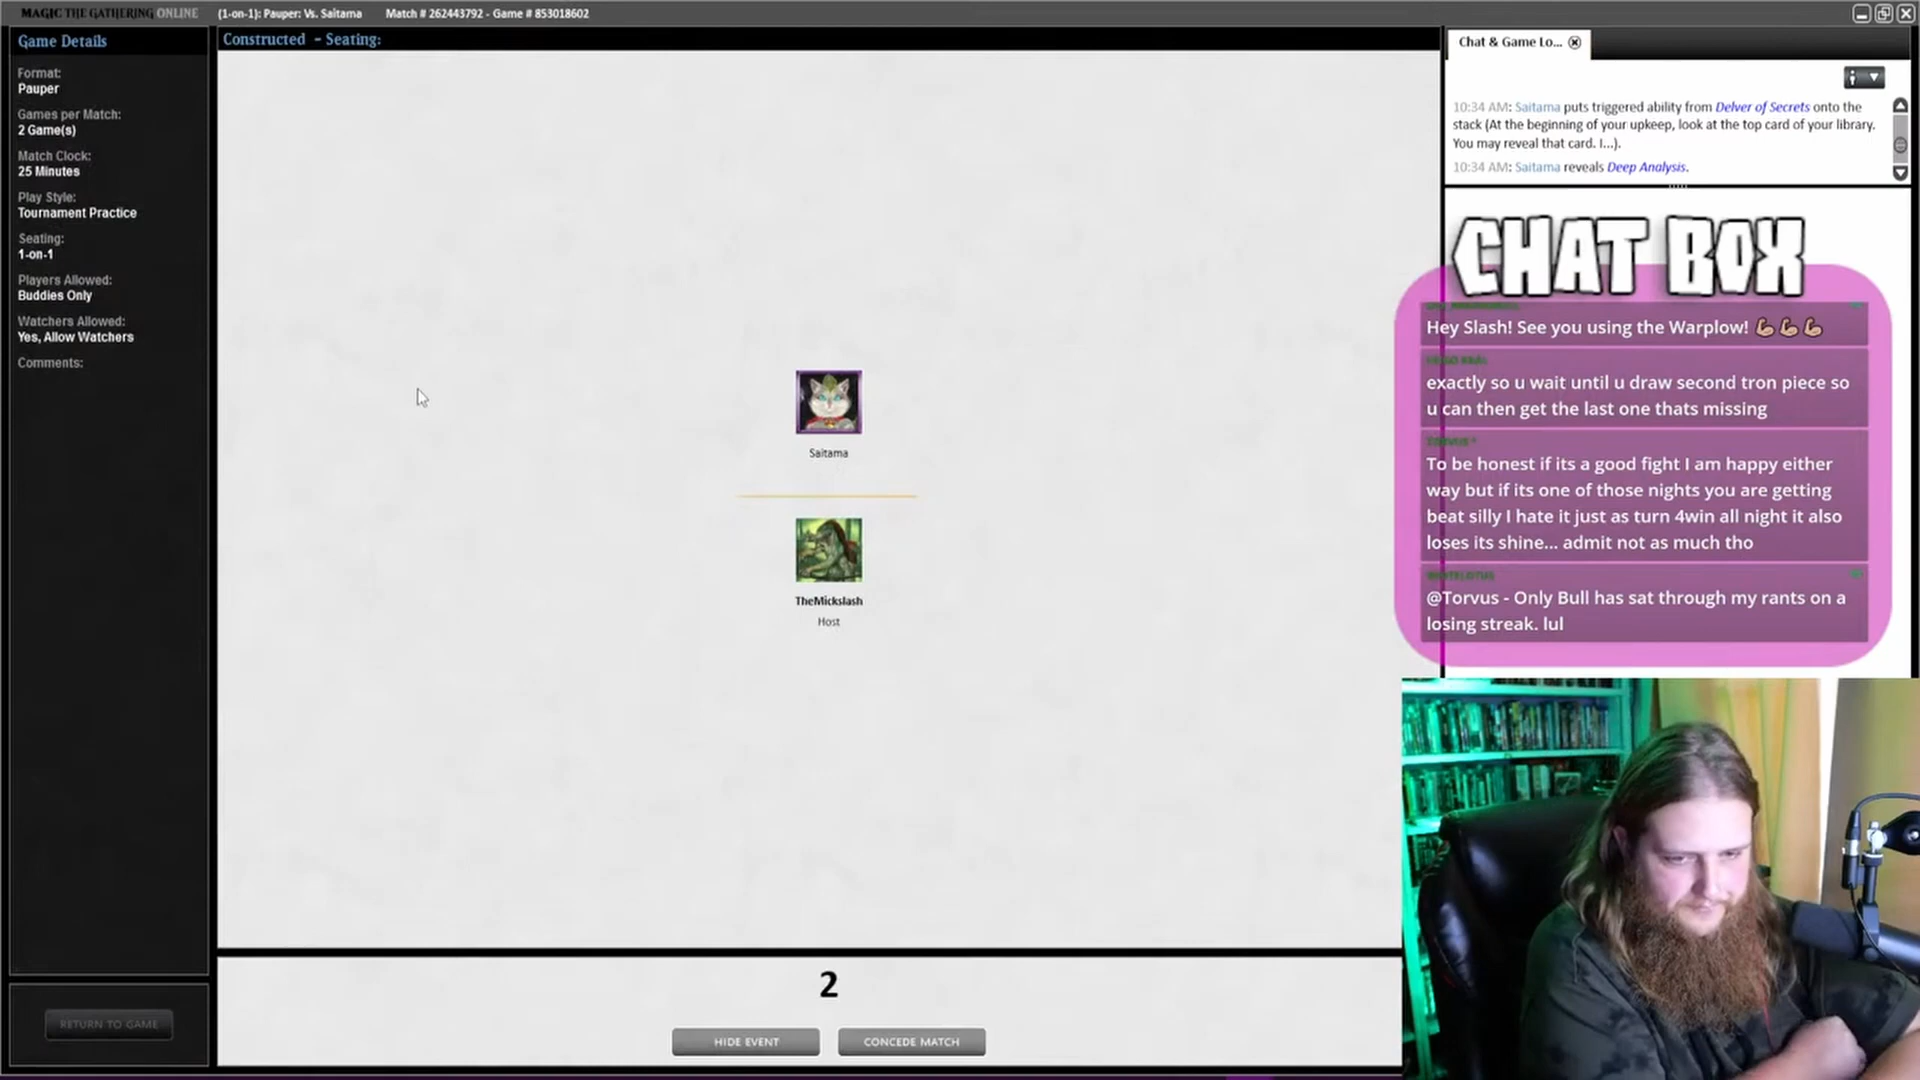 MAGIC THE GATHERING ONLINE (1-on-1): Pauper: Vs. Saitama Match # 262443792 - Game # 853018602
Game Details
Format:
Pauper
Games per Match:
2 Game(s)
Match Clock:
25 Minutes
Play Style:
Tournament Practice
Seating:
1-on-1
Players Allowed:
Buddies Only
Watchers Allowed:
Yes, Allow Watchers
Comments:
RETURN TO GAME
Constructed - Seating:
Saitama
TheMickslash
Host
2
HIDE EVENT CONCEDE MATCH
Chat & Game Lo...
10:34 AM: Saitama puts triggered ability from Delver of Secrets onto the
stack (At the beginning of your upkeep, look at the top card of your library.
You may reveal that card. I...).
10:34 AM: Saitama reveals Deep Analysis.
CHAT BOX
Hey Slash! See you using the Warplow! 💪💪💪
exactly so u wait until u draw second tron piece so
u can then get the last one thats missing
To be honest if its a good fight I am happy either
way but if its one of those nights you are getting
beat silly I hate it just as turn 4win all night it also
loses its shine... admit not as much tho
@Torvus - Only Bull has sat through my rants on a
losing streak. lul